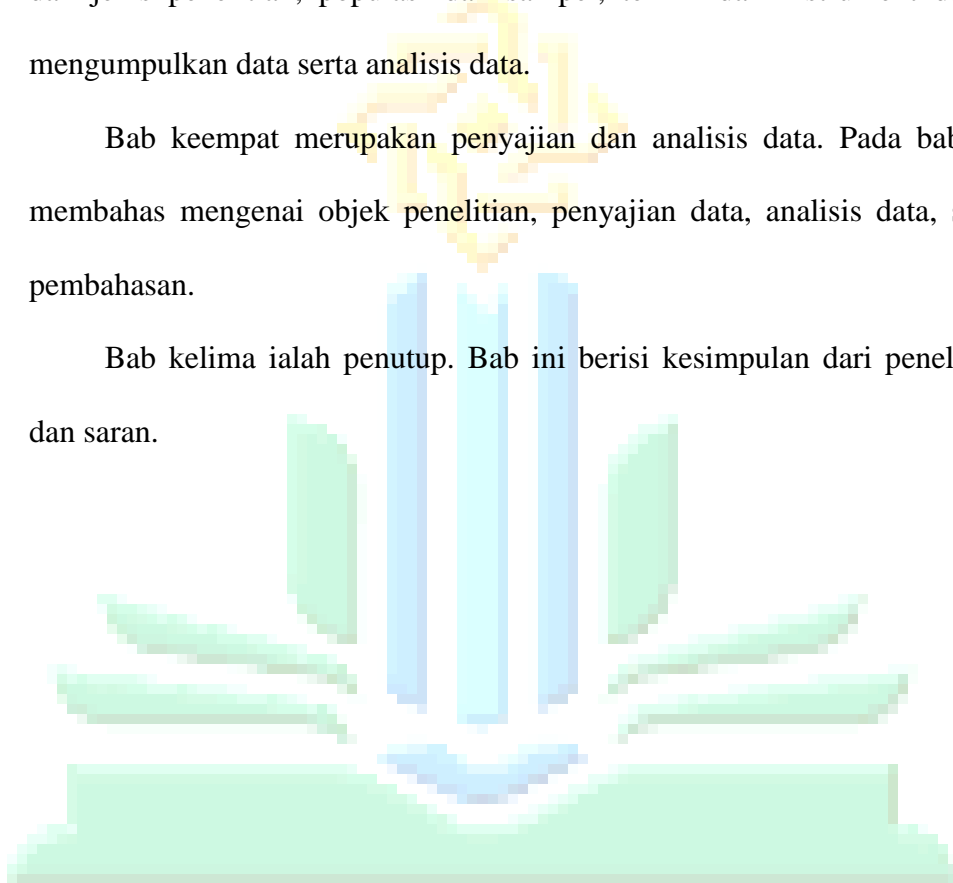 mengumpulkan data serta analisis data.
Bab keempat merupakan penyajian dan analisis data. Pada bab
membahas mengenai objek penelitian, penyajian data, analisis data,
pembahasan.
Bab kelima ialah penutup. Bab ini berisi kesimpulan dari penel
dan saran.